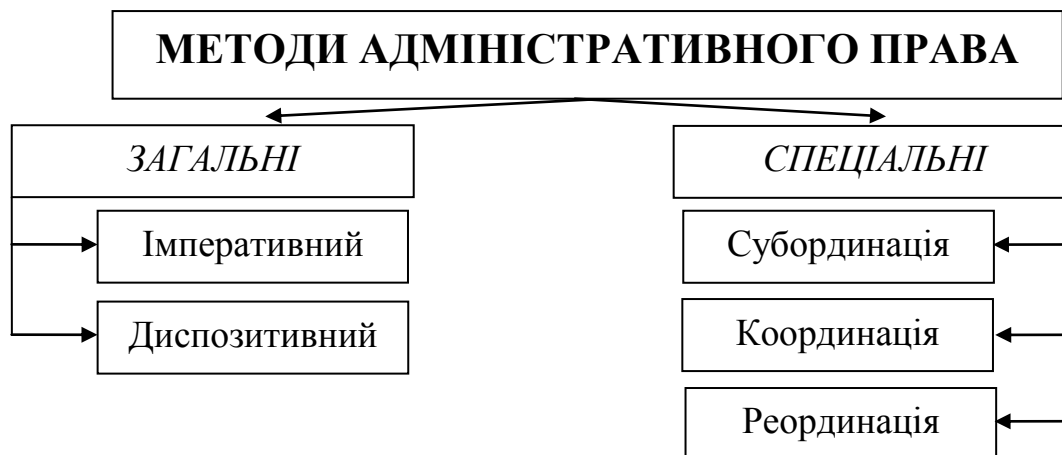 МЕТОДИ АДМІНІСТРАТИВНОГО ПРАВА
ЗАГАЛЬНІ
Імперативний
Диспозитивний
СПЕЦІАЛЬНІ
Субординація
Координація
Реординація